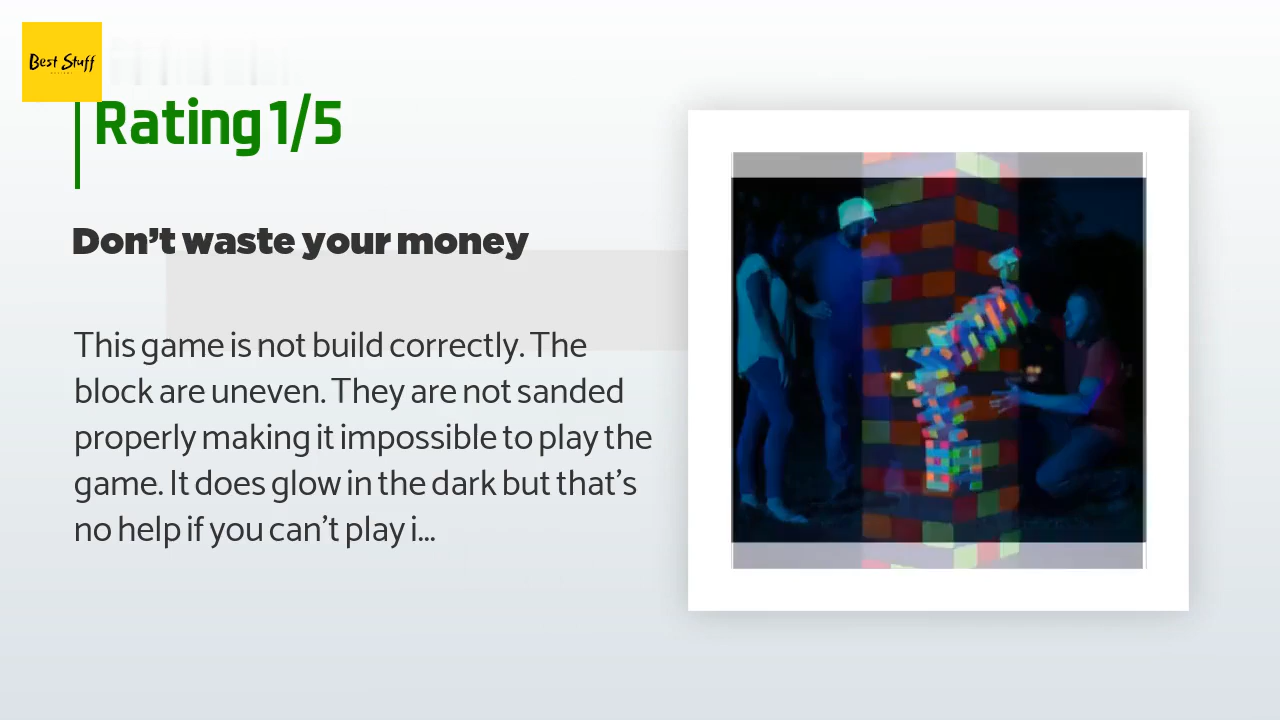 Best Stuff
Rating 1/5
Don’t waste your money
This game is not build correctly. The
block are uneven. They are not sanded
properly making it impossible to play the
game. It does glow in the dark but that’s
no help if you can’t play i...